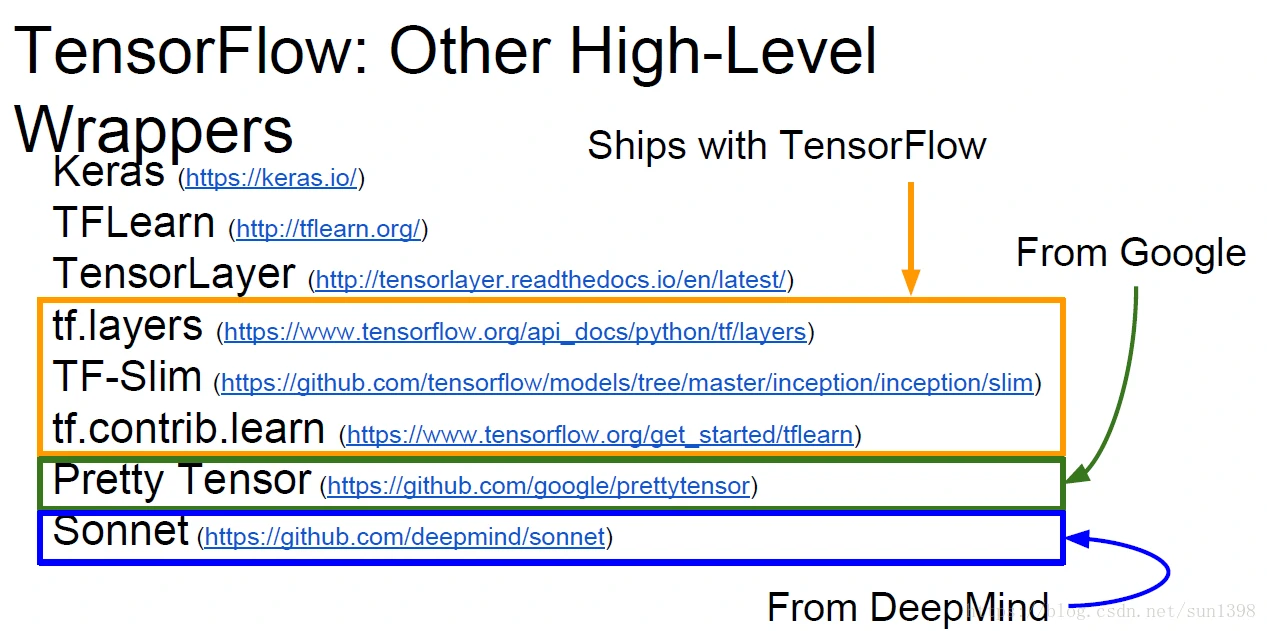 TensorFlow: Other High-Level
Wrappers
Ships with TensorFlow
Keras (https://keras.io/)
TFLearn (http://tflearn.org/)
From Google
TensorLayer (http://tensorlayer.readthedocs.io/en/latest/)
tf.layers (https://www.tensorflow.org/api_docs/python/tf/layers)
TF-Slim (https://github.com/tensorflow/models/tree/master/inception/inception/slim)
tf.contrib.learn (https://www.tensorflow.org/get_started/tflearn)
Pretty Tensor (https://github.com/google/prettytensor)
Sonnet (https://github.com/deepmind/sonnet)
From DeepMind
https://blog.csdn.net/sun1398